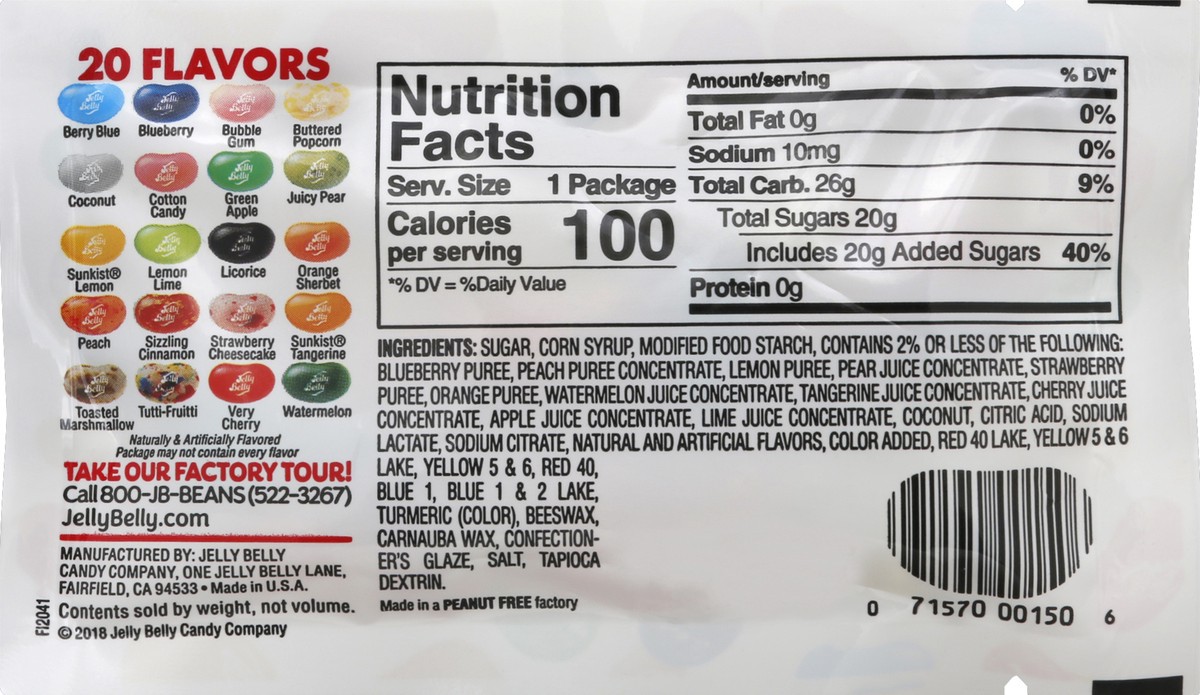 20 FLAVORS
Berry Blue
Blueberry
Bubble
Gum
Buttered
Popcorn
Coconut
Cotton
Candy
Green
Apple
Juicy Pear
Sunkist®
Lemon
Lemon
Lime
Licorice
Orange
Sherbet
Peach
Sizzling
Cinnamon
Strawberry
Cheesecake
Sunkist®
Tangerine
Toasted
Marshmallow
Tutti-Fruitti
Very
Cherry
Watermelon
Naturally & Artificially Flavored
Package may not contain every flavor
TAKE OUR FACTORY TOUR!
Call 800-JB-BEANS (522-3267)
JellyBelly.com
MANUFACTURED BY: JELLY BELLY
CANDY COMPANY, ONE JELLY BELLY LANE,
FAIRFIELD, CA 94533 • Made in U.S.A.
Contents sold by weight, not volume.
© 2018 Jelly Belly Candy Company
FI2041
Nutrition
Facts
Serv. Size 1 Package
Calories
per serving 100
*% DV = %Daily Value
Amount/serving % DV*
Total Fat 0g 0%
Sodium 10mg 0%
Total Carb. 26g 9%
Total Sugars 20g
Includes 20g Added Sugars 40%
Protein 0g
INGREDIENTS: SUGAR, CORN SYRUP, MODIFIED FOOD STARCH, CONTAINS 2% OR LESS OF THE FOLLOWING:
BLUEBERRY PUREE, PEACH PUREE CONCENTRATE, LEMON PUREE, PEAR JUICE CONCENTRATE, STRAWBERRY
PUREE, ORANGE PUREE, WATERMELON JUICE CONCENTRATE, TANGERINE JUICE CONCENTRATE, CHERRY JUICE
CONCENTRATE, APPLE JUICE CONCENTRATE, LIME JUICE CONCENTRATE, COCONUT, CITRIC ACID, SODIUM
LACTATE, SODIUM CITRATE, NATURAL AND ARTIFICIAL FLAVORS, COLOR ADDED, RED 40 LAKE, YELLOW 5 & 6
LAKE, YELLOW 5 & 6, RED 40,
BLUE 1, BLUE 1 & 2 LAKE,
TURMERIC (COLOR), BEESWAX,
CARNAUBA WAX, CONFECTION-
ER'S GLAZE, SALT, TAPIOCA
DEXTRIN.
Made in a PEANUT FREE factory
0 71570 00150 6